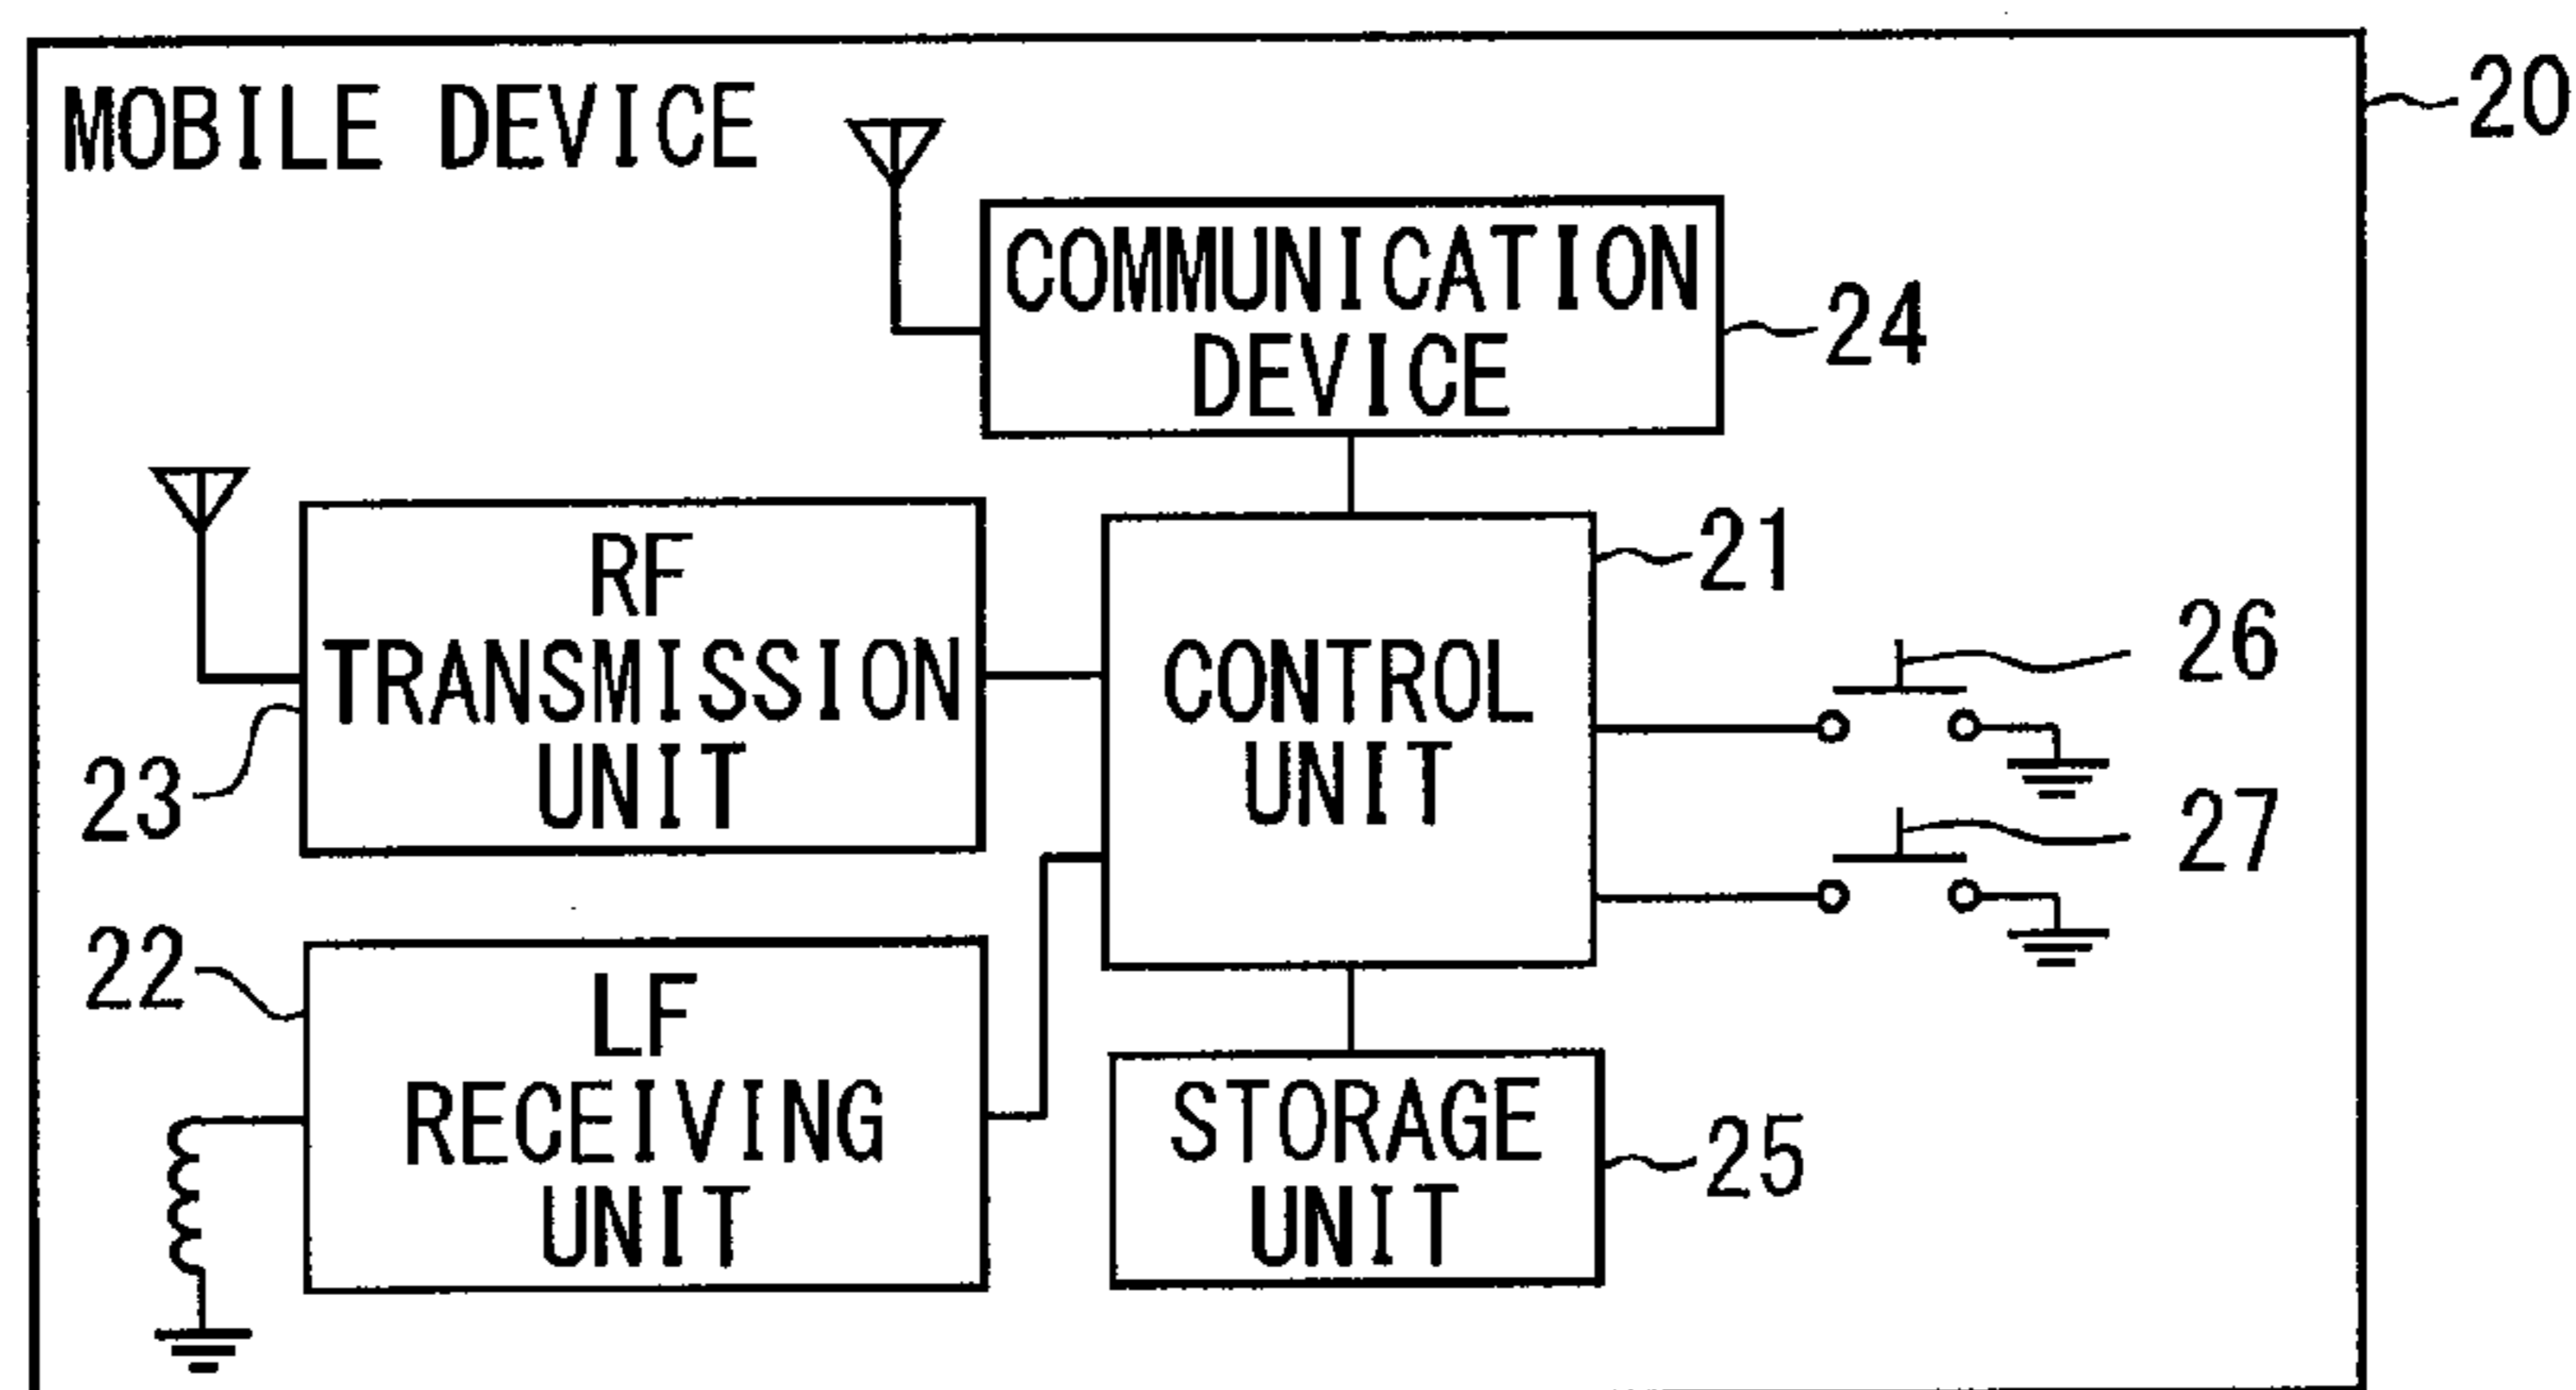 MOBILE DEVICE
20
COMMUNICATION
DEVICE
24
RF
TRANSMISSION
UNIT
23
CONTROL
UNIT
21
26
27
22
LF
RECEIVING
UNIT
STORAGE
UNIT
25